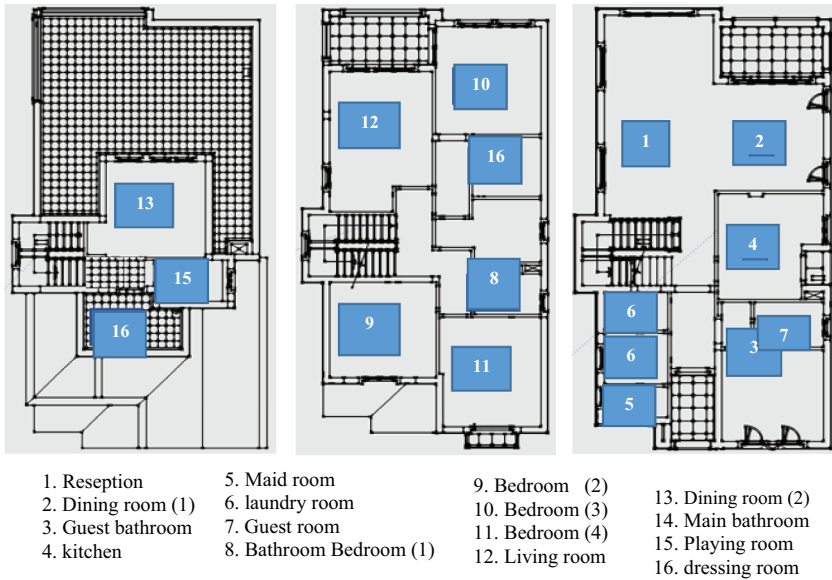 10
12
1
2
16
13
4
15
8
6
16
9
3
7
6
11
5
1. Reseption
2. Dining room (1)
3. Guest bathroom
4. kitchen
5. Maid room
6. laundry room
7. Guest room
8. Bathroom Bedroom (1)
9. Bedroom (2)
10. Bedroom (3)
11. Bedroom (4)
12. Living room
13. Dining room (2)
14. Main bathroom
15. Playing room
16. dressing room